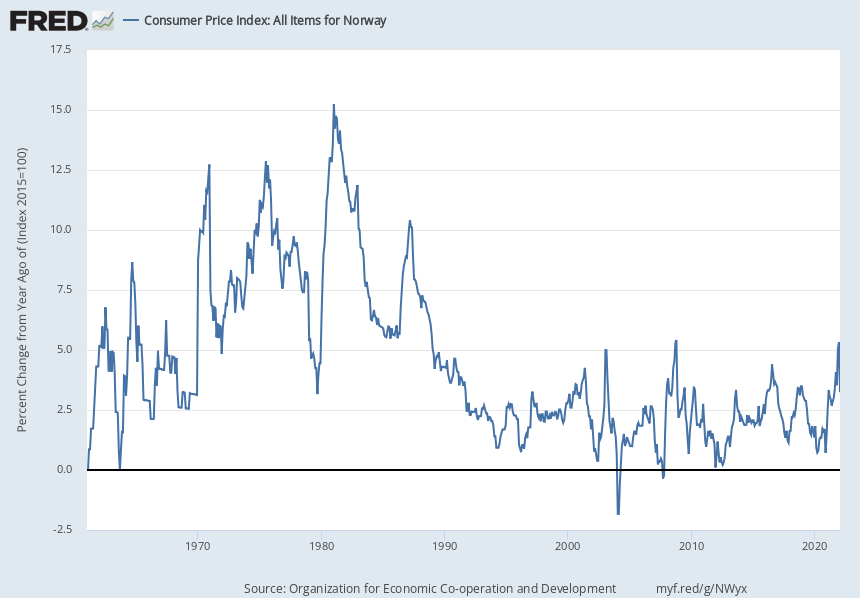 FRED
Consumer Price Index: All Items for Norway
17.5
15.0
12.5
10.0
7.5
5.0
2.5
0.0
-2.5
Percent Change from Year Ago of (Index 2015=100)
1970 1980 1990 2000 2010 2020
Source: Organization for Economic Co-operation and Development myf.red/g/NWyx